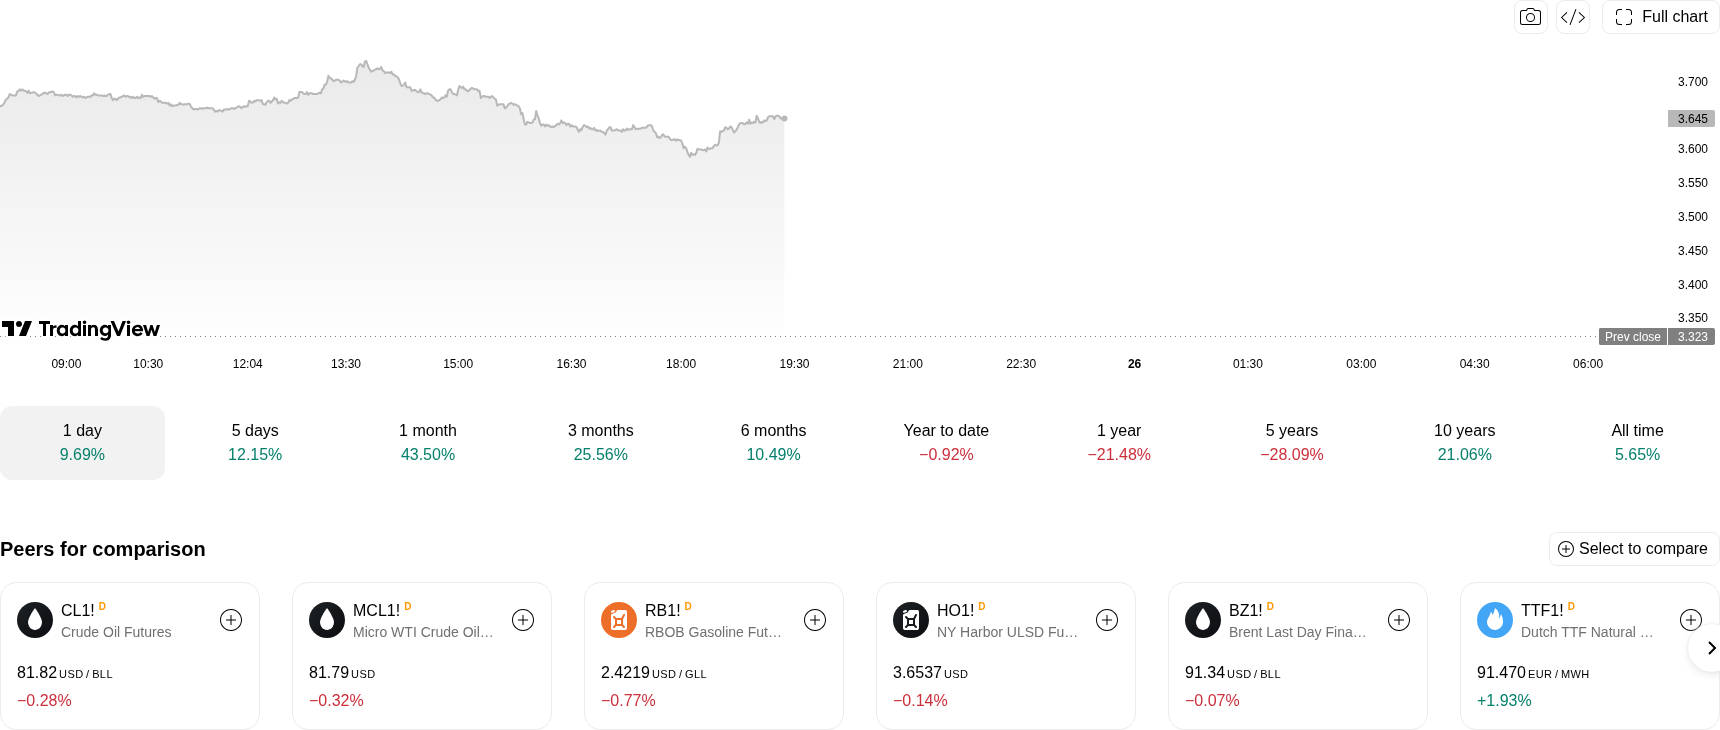 Full chart
3.700
3.645
3.600
3.550
3.500
3.450
3.400
3.350
TradingView
Prev close 3.323
09:00 10:30 12:04 13:30 15:00 16:30 18:00 19:30 21:00 22:30 26 01:30 03:00 04:30 06:00
1 day 5 days 1 month 3 months 6 months Year to date 1 year 5 years 10 years All time
9.69% 12.15% 43.50% 25.56% 10.49% −0.92% −21.48% −28.09% 21.06% 5.65%
Peers for comparison
Select to compare
CL1! D
Crude Oil Futures
81.82 USD / BLL
−0.28%
MCL1! D
Micro WTI Crude Oil…
81.79 USD
−0.32%
RB1! D
RBOB Gasoline Fut…
2.4219 USD / GLL
−0.77%
HO1! D
NY Harbor ULSD Fu…
3.6537 USD
−0.14%
BZ1! D
Brent Last Day Fina…
91.34 USD / BLL
−0.07%
TTF1! D
Dutch TTF Natural …
91.470 EUR / MWH
+1.93%